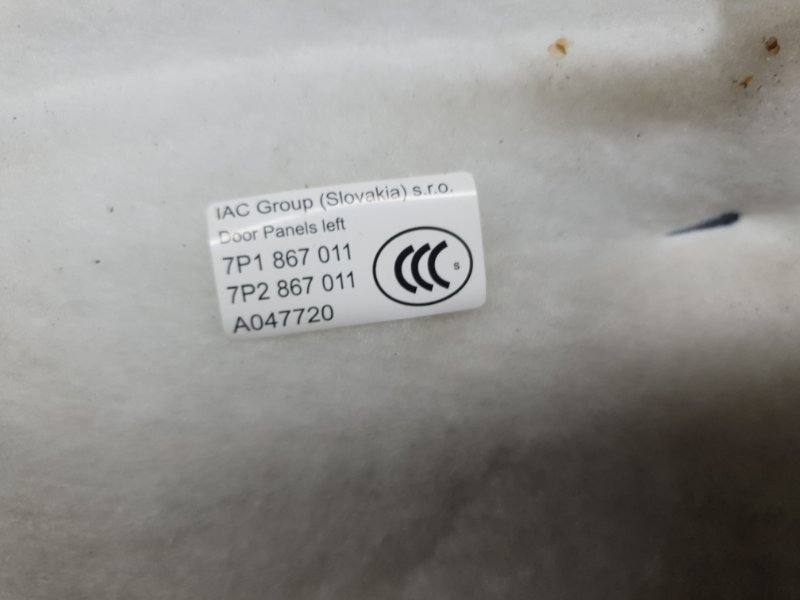 IAC Group (Slovakia) s.r.o.
Door Panels left
7P1 867 011
7P2 867 011
A047720
CCC S